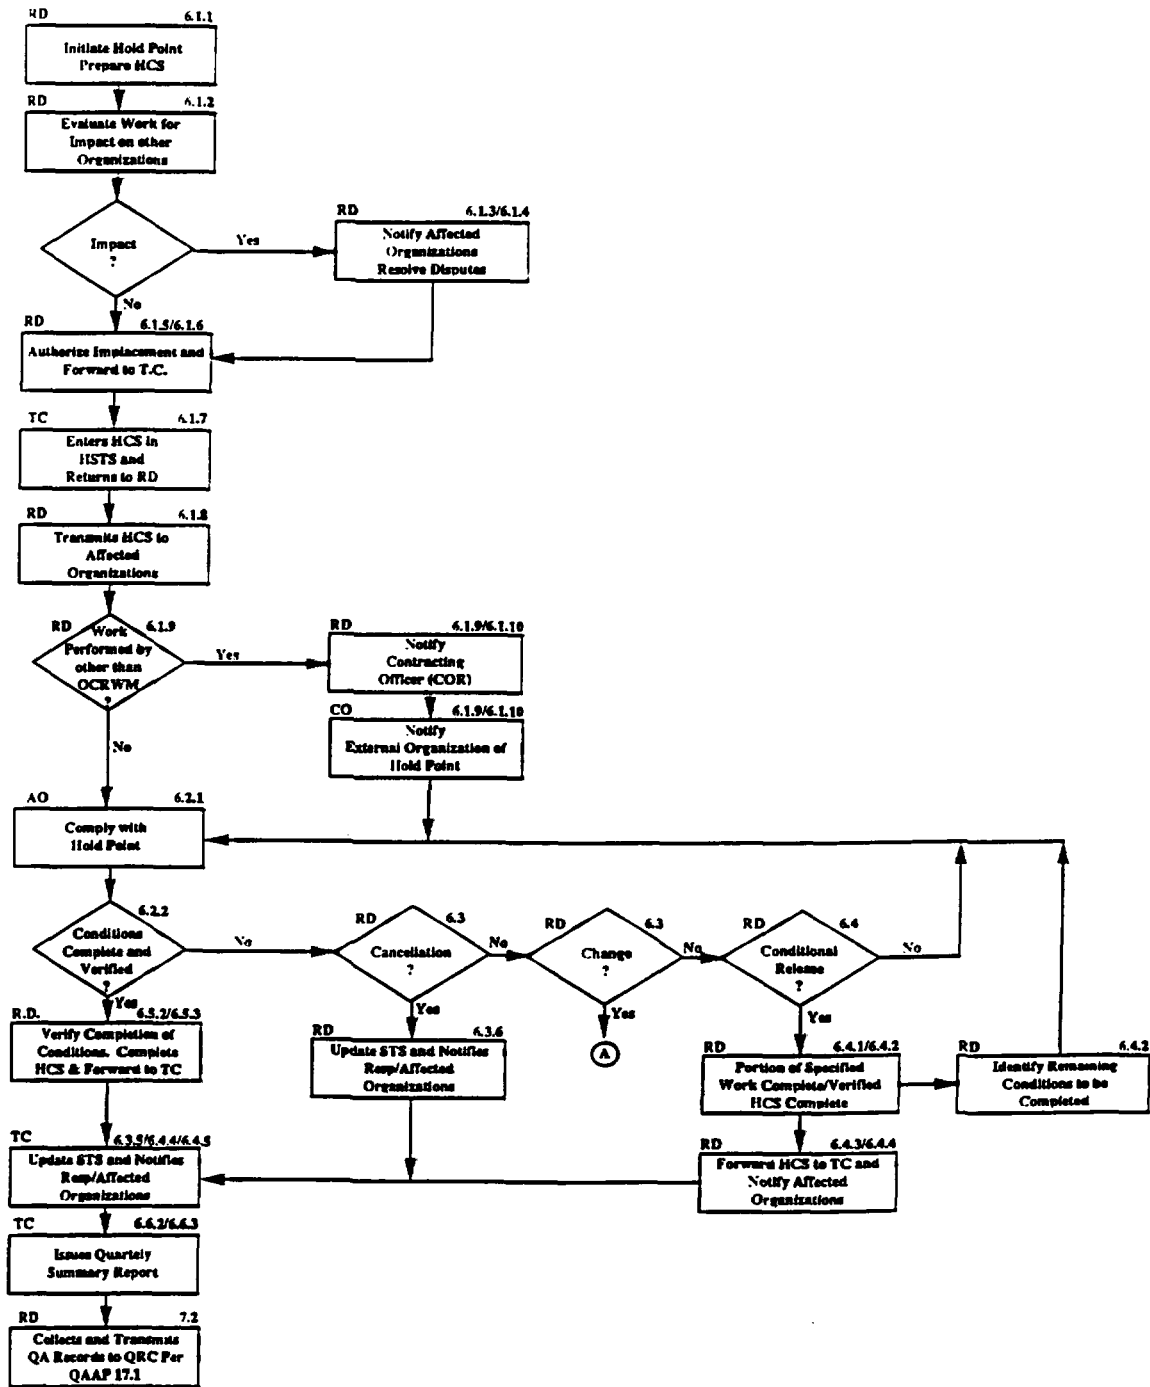 RD 6.1.1
Initiate Hold Point
Prepare HCS
RD 6.1.2
Evaluate Work for
Impact on other
Organizations
Impact
?
Yes
No
RD 6.1.3/6.1.4
Notify Affected
Organizations
Resolve Disputes
RD 6.1.5/6.1.6
Authorize Implacement and
Forward to T.C.
TC 6.1.7
Enters HCS in
HSTS and
Returns to RD
RD 6.1.8
Transmits HCS to
Affected
Organizations
RD 6.1.9
Work
Performed by
other than
OCRWM
?
Yes
No
RD 6.1.9/6.1.10
Notify
Contracting
Officer (COR)
CO 6.1.9/6.1.10
Notify
External Organization of
Hold Point
AO 6.2.1
Comply with
Hold Point
6.2.2
Conditions
Complete and
Verified
?
No
Yes
RD 6.3
Cancellation
?
No
Yes
RD 6.3
Change
?
No
Yes
A
RD 6.4
Conditional
Release
?
No
Yes
R.D. 6.5.2/6.5.3
Verify Completion of
Conditions. Complete
HCS & Forward to TC
RD 6.3.6
Update STS and Notifies
Resp/Affected
Organizations
RD 6.4.1/6.4.2
Portion of Specified
Work Complete/Verified
HCS Complete
RD 6.4.2
Identify Remaining
Conditions to be
Completed
TC 6.3.5/6.4.4/6.4.5
Update STS and Notifies
Resp/Affected
Organizations
RD 6.4.3/6.4.4
Forward HCS to TC and
Notify Affected
Organizations
TC 6.6.2/6.6.3
Issues Quartely
Summary Report
RD 7.2
Collects and Transmits
QA Records to QRC Per
QAAP 17.1